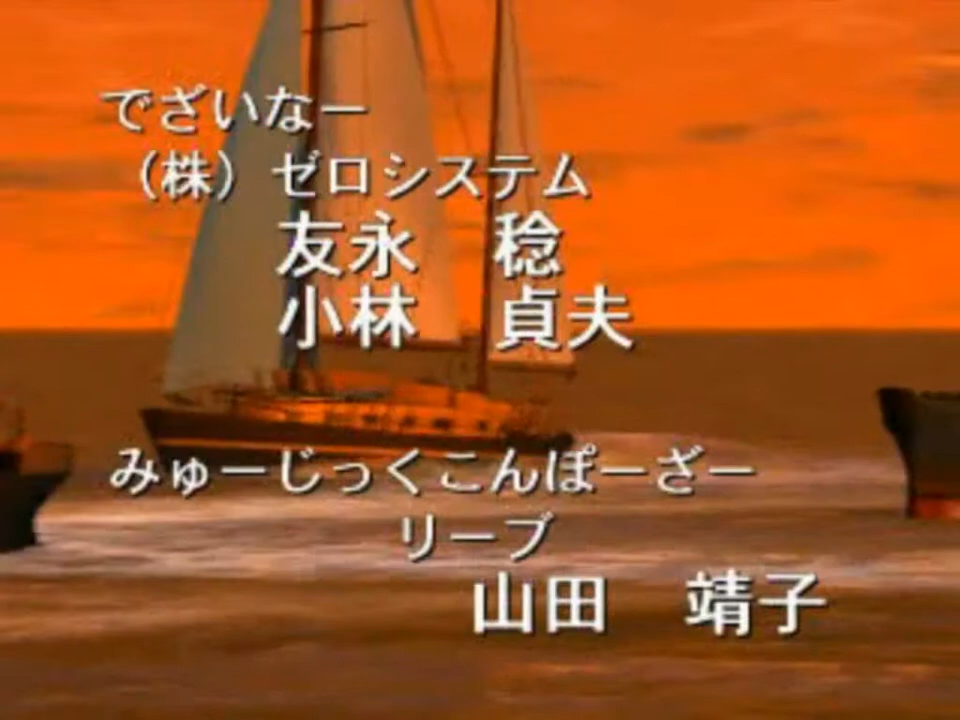 でざいなー
（株）ゼロシステム
友永　稔
小林　貞夫
みゅーじっくこんぽーざー
リーブ
山田　靖子